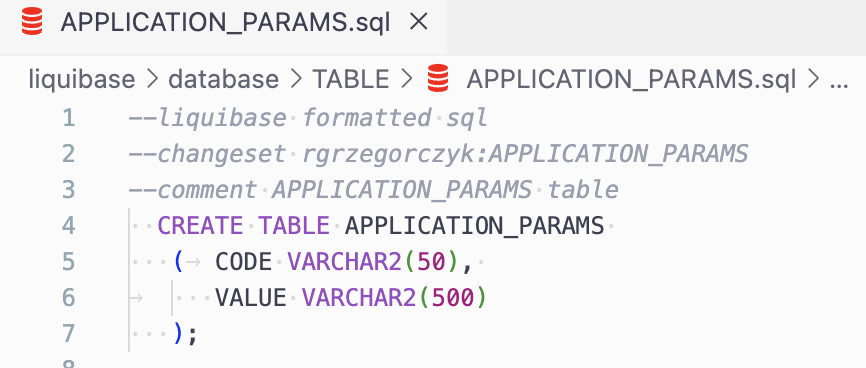 APPLICATION_PARAMS.sql ×
liquibase > database > TABLE > APPLICATION_PARAMS.sql > ...
1 --liquibase formatted sql
2 --changeset rgrzegorczyk:APPLICATION_PARAMS
3 --comment APPLICATION_PARAMS table
4 CREATE TABLE APPLICATION_PARAMS
5 ( CODE VARCHAR2(50),
6 VALUE VARCHAR2(500)
7 );
8